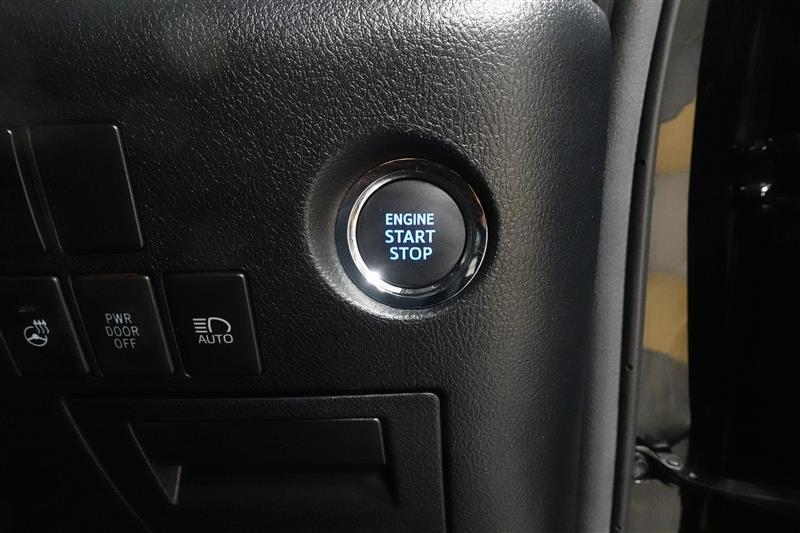 ENGINE
START
STOP
PWR
DOOR
OFF
AUTO